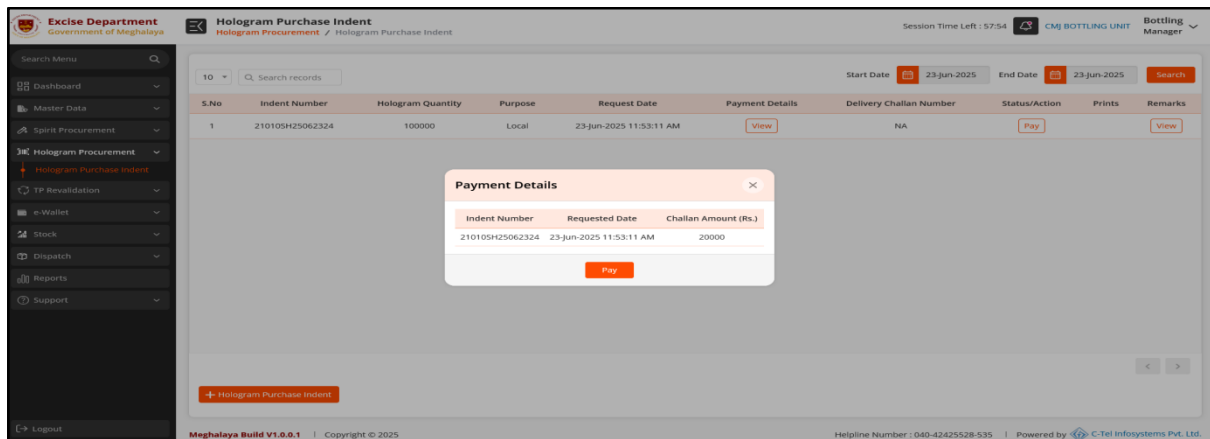 Excise Department
Government of Meghalaya
Hologram Purchase Indent
Hologram Procurement / Hologram Purchase Indent
Session Time Left : 57:54
CMJ BOTTLING UNIT
Bottling
Manager
Search Menu
Dashboard
Master Data
Spirit Procurement
Hologram Procurement
Hologram Purchase Indent
TP Revalidation
e-Wallet
Stock
Dispatch
Reports
Support
Logout
10
Search records
Start Date 23-Jun-2025 End Date 23-Jun-2025 Search
S.No Indent Number Hologram Quantity Purpose Request Date Payment Details Delivery Challan Number Status/Action Prints Remarks
1 210105H25062324 100000 Local 23-Jun-2025 11:53:11 AM View NA Pay View
Payment Details
Indent Number Requested Date Challan Amount (Rs.)
210105H25062324 23-Jun-2025 11:53:11 AM 20000
Pay
+ Hologram Purchase Indent
Meghalaya Build V1.0.0.1 | Copyright © 2025
Helpline Number : 040-42425528-535 | Powered by C-Tel Infosystems Pvt. Ltd.